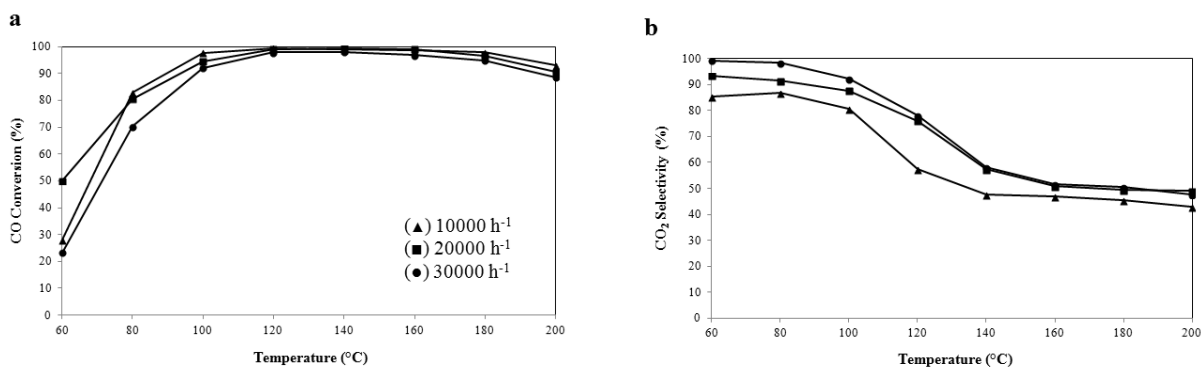 a
100
90
80
70
60
50
40
30
20
10
0
CO Conversion (%)
(▲) 10000 h⁻¹
(■) 20000 h⁻¹
(●) 30000 h⁻¹
60 80 100 120 140 160 180 200
Temperature (°C)
b
100
90
80
70
60
50
40
30
20
10
0
CO₂ Selectivity (%)
60 80 100 120 140 160 180 200
Temperature (°C)